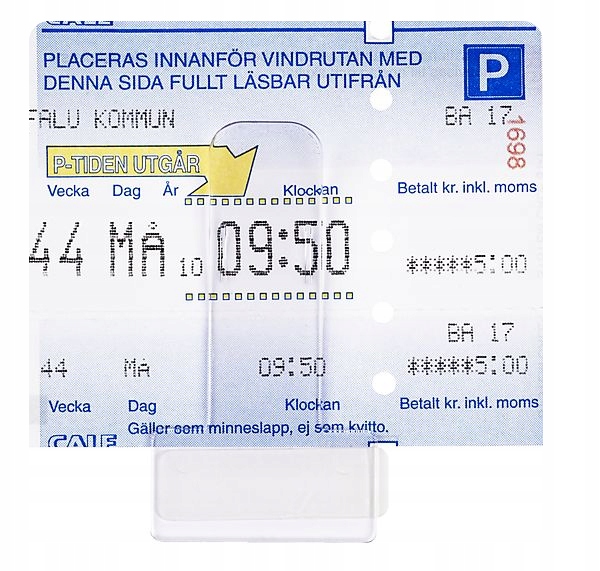 CALE
PLACERAS INNANFÖR VINDRUTAN MED
DENNA SIDA FULLT LÄSBAR UTIFRÅN
P
FALU KOMMUN
BA 17
1698
P-TIDEN UTGÅR
Vecka Dag År Klockan Betalt kr. inkl. moms
44 MÅ 10 09:50 *****5:00
BA 17
44 MÅ 09:50 *****5:00
Vecka Dag Klockan Betalt kr. inkl. moms
Gäller som minneslapp, ej som kvitto.
CALE